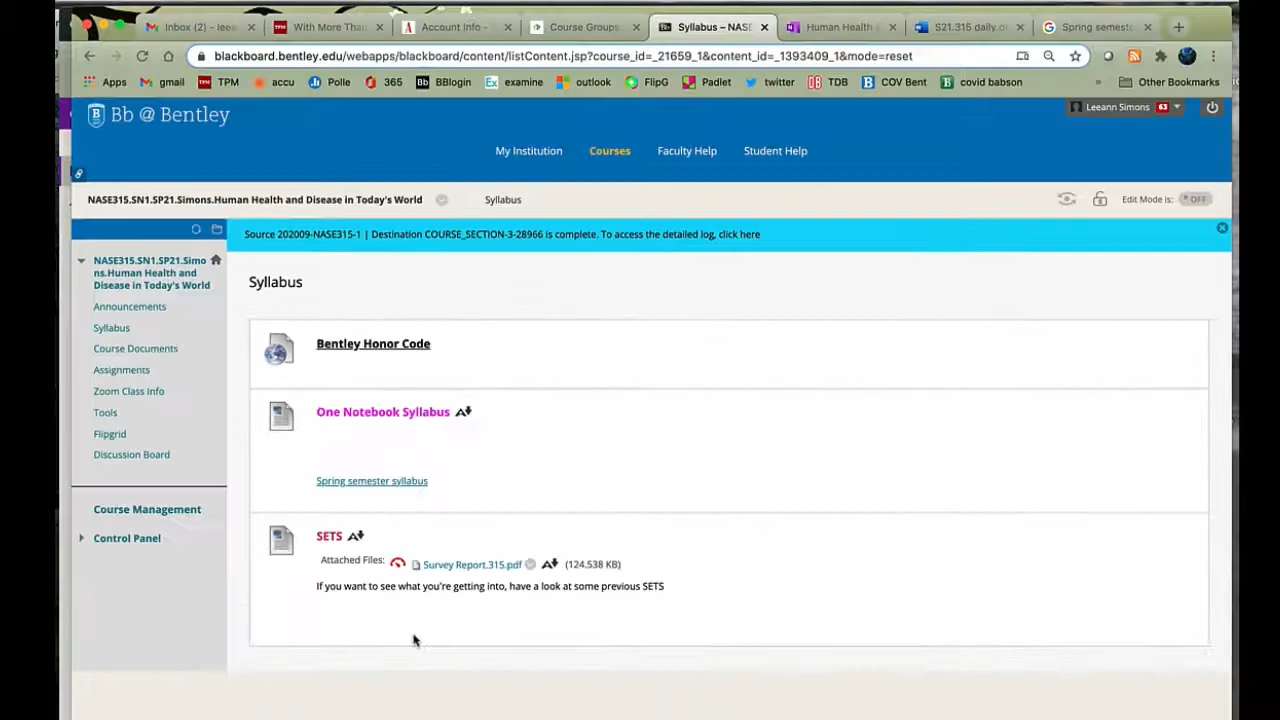 Inbox (2) – leee
With More Tha
Account Info -
Course Groups
Syllabus – NASE
Human Health
S21.315 daily.do
Spring semeste
blackboard.bentley.edu/webapps/blackboard/content/listContent.jsp?course_id=_21659_1&content_id=_1393409_1&mode=reset
Apps gmail TPM accu Polle 365 BBlogin examine outlook FlipG Padlet twitter TDB COV Bent covid babson » Other Bookmarks
Bb @ Bentley
Leeann Simons 63
My Institution Courses Faculty Help Student Help
NASE315.SN1.SP21.Simons.Human Health and Disease in Today's World Syllabus Edit Mode is: OFF
Source 202009-NASE315-1 | Destination COURSE_SECTION-3-28966 is complete. To access the detailed log, click here
NASE315.SN1.SP21.Simo
ns.Human Health and
Disease in Today's World
Announcements
Syllabus
Course Documents
Assignments
Zoom Class Info
Tools
Flipgrid
Discussion Board
Course Management
Control Panel
Syllabus
Bentley Honor Code
One Notebook Syllabus
Spring semester syllabus
SETS
Attached Files: Survey Report.315.pdf (124.538 KB)
If you want to see what you're getting into, have a look at some previous SETS